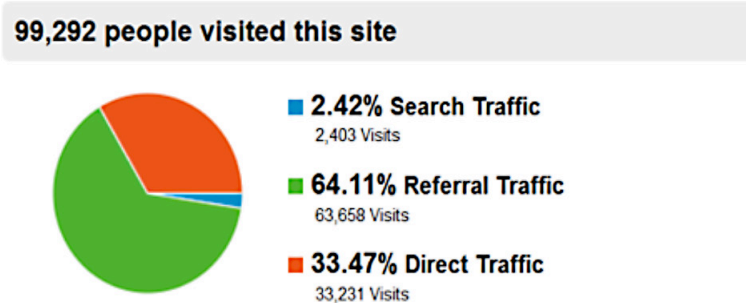 99,292 people visited this site
2.42% Search Traffic
2,403 Visits
64.11% Referral Traffic
63,658 Visits
33.47% Direct Traffic
33,231 Visits